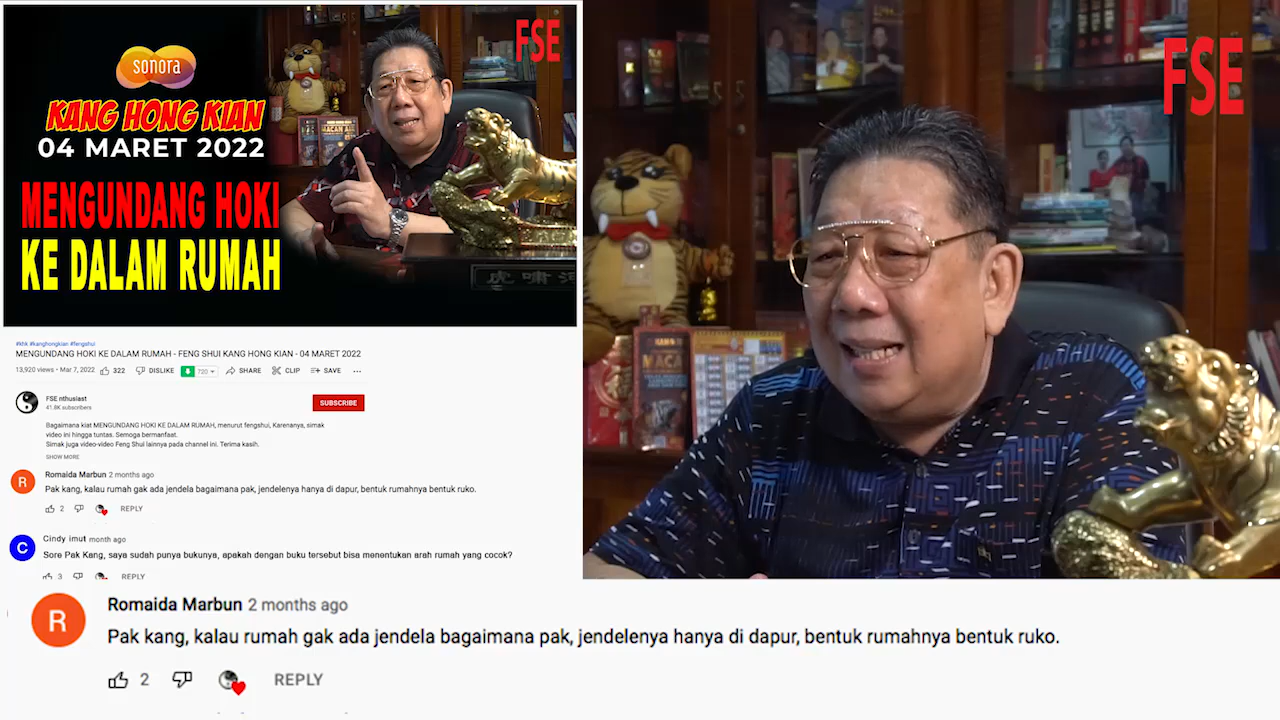 sonora
FSE
KANG HONG KIAN
04 MARET 2022
MENGUNDANG HOKI
KE DALAM RUMAH
虎嘯
#khk #kanghongkian #fengshui
MENGUNDANG HOKI KE DALAM RUMAH - FENG SHUI KANG HONG KIAN - 04 MARET 2022
13,920 views • Mar 7, 2022 322 DISLIKE 720 SHARE CLIP SAVE ...
FSE nthusiast
41.8K subscribers
SUBSCRIBE
Bagaimana kiat MENGUNDANG HOKI KE DALAM RUMAH, menurut fengshui, Karenanya, simak
video ini hingga tuntas. Semoga bermanfaat.
Simak juga video-video Feng Shui lainnya pada channel ini. Terima kasih.
SHOW MORE
R
Romaida Marbun 2 months ago
Pak kang, kalau rumah gak ada jendela bagaimana pak, jendelenya hanya di dapur, bentuk rumahnya bentuk ruko.
2 REPLY
C
Cindy imut month ago
Sore Pak Kang, saya sudah punya bukunya, apakah dengan buku tersebut bisa menentukan arah rumah yang cocok?
3 REPLY
FSE
MACAN
R
Romaida Marbun 2 months ago
Pak kang, kalau rumah gak ada jendela bagaimana pak, jendelenya hanya di dapur, bentuk rumahnya bentuk ruko.
2 REPLY